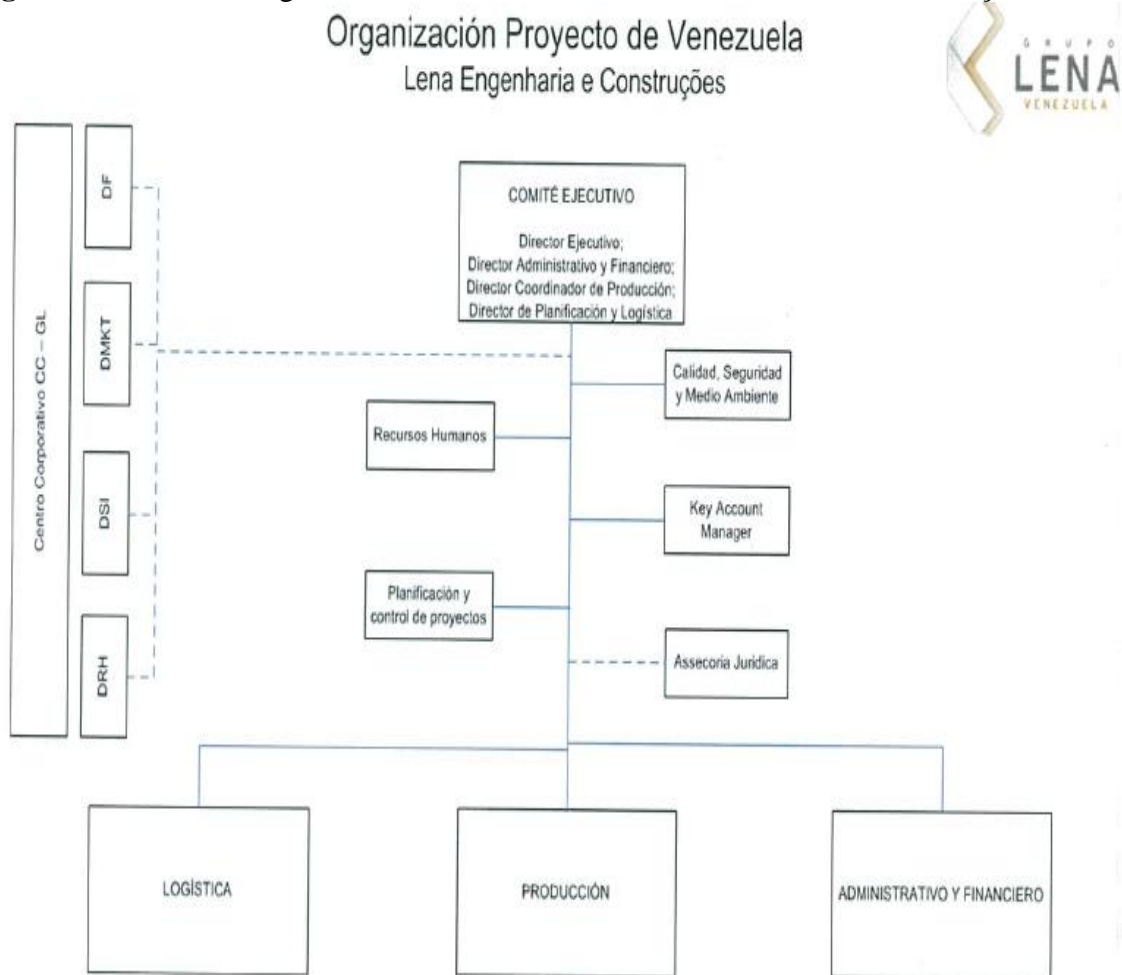 Organización Proyecto de Venezuela
Lena Engenharia e Construções
GRUPO
LENA
VENEZUELA
Centro Corporativo CC – GL
DF
DMKT
DSI
DRH
COMITÉ EJECUTIVO
Director Ejecutivo;
Director Administrativo y Financiero;
Director Coordinador de Producción;
Director de Planificación y Logística
Calidad, Seguridad
y Medio Ambiente
Recursos Humanos
Key Account
Manager
Planificación y
control de proyectos
Assecoria Juridica
LOGÍSTICA
PRODUCCIÓN
ADMINISTRATIVO Y FINANCIERO